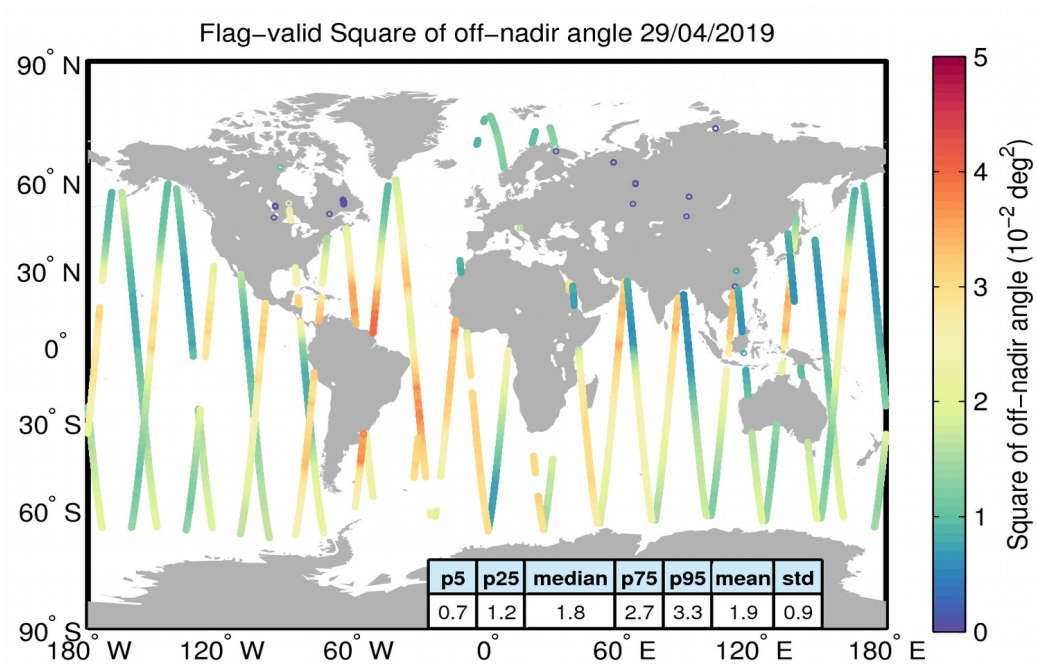 Flag−valid Square of off−nadir angle 29/04/2019
90° N
60° N
30° N
0°
30° S
60° S
90° S
180° W 120° W 60° W 0° 60° E 120° E 180° E
p5 p25 median p75 p95 mean std
0.7 1.2 1.8 2.7 3.3 1.9 0.9
5
4
3
2
1
0
Square of off−nadir angle (10⁻² deg²)